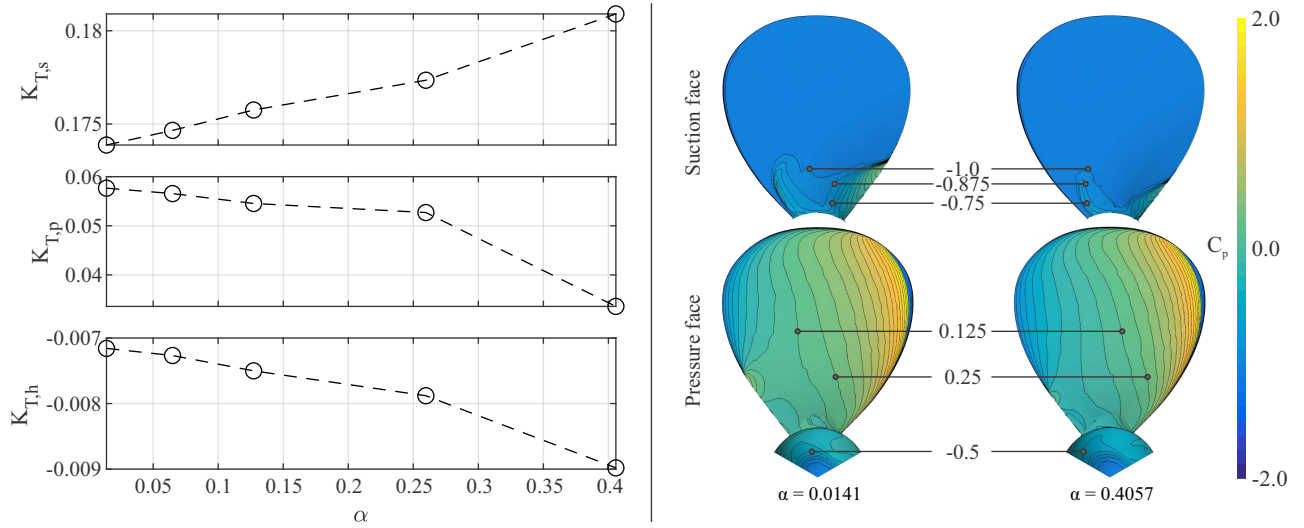 0.18
0.175
K_T,s
0.06
0.05
0.04
K_T,p
-0.007
-0.008
-0.009
K_T,h
0.05 0.1 0.15 0.2 0.25 0.3 0.35 0.4
α
Suction face
-1.0
-0.875
-0.75
Pressure face
0.125
0.25
-0.5
α = 0.0141 α = 0.4057
2.0
C_p 0.0
-2.0